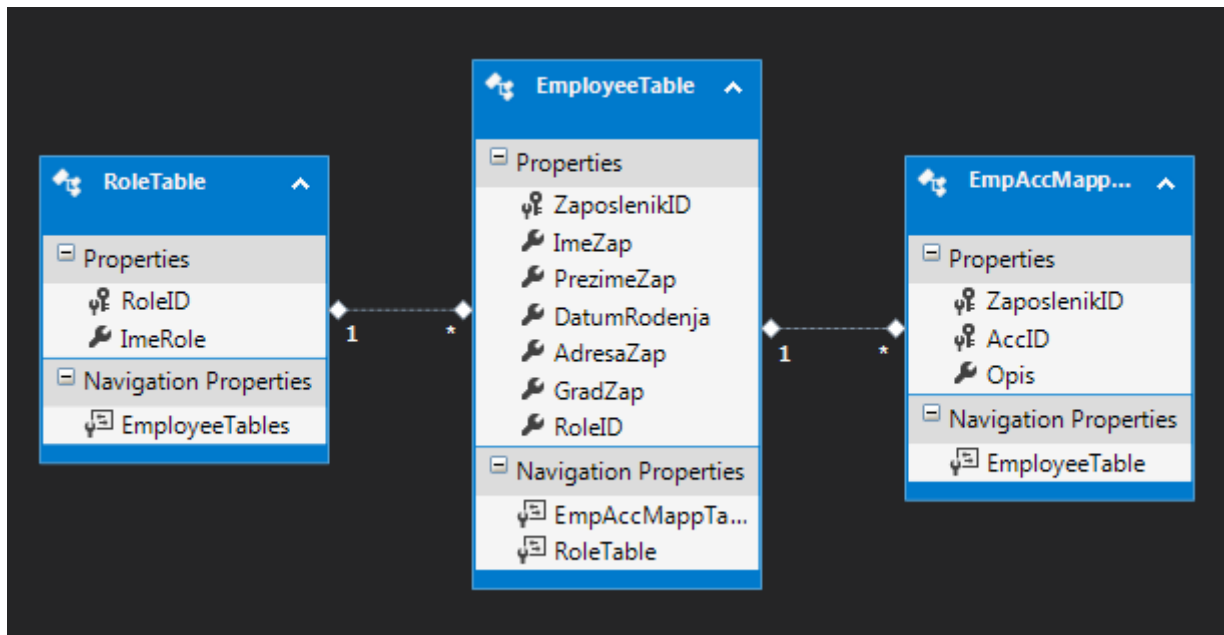 RoleTable
Properties
RoleID
ImeRole
Navigation Properties
EmployeeTables
1
*
EmployeeTable
Properties
ZaposlenikID
ImeZap
PrezimeZap
DatumRodenja
AdresaZap
GradZap
RoleID
Navigation Properties
EmpAccMappTa...
RoleTable
1
*
EmpAccMapp...
Properties
ZaposlenikID
AccID
Opis
Navigation Properties
EmployeeTable